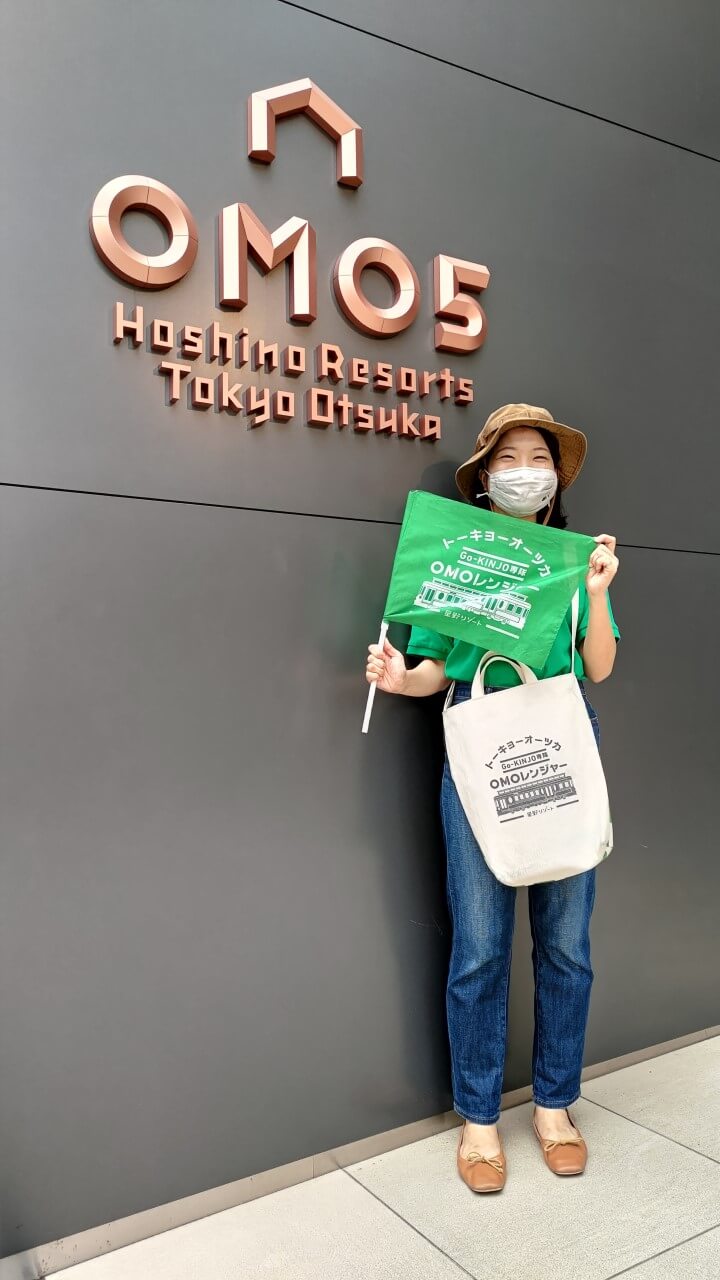 OMO5
Hoshino Resorts
Tokyo Otsuka
トーキョーオーツカ
Go-KINJO専隊
OMOレンジャー
星野リゾート
トーキョーオーツカ
Go-KINJO専隊
OMOレンジャー
星野リゾート